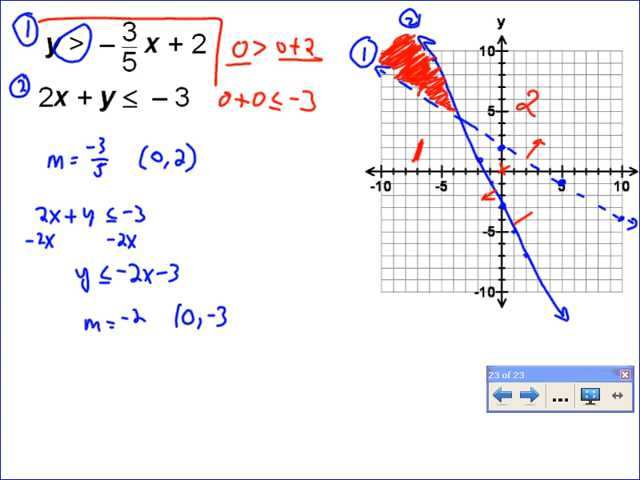 ① y > - 3/5 x + 2
0 > 0+2
② 2x + y ≤ - 3
0+0 ≤ -3
m = -3/5 (0, 2)
2x + y ≤ -3
-2x -2x
y ≤ -2x - 3
m = -2 (0, -3
② y
①
10
5
-5
-10
-10 -5 5 10 x
1
2
23 of 23
...